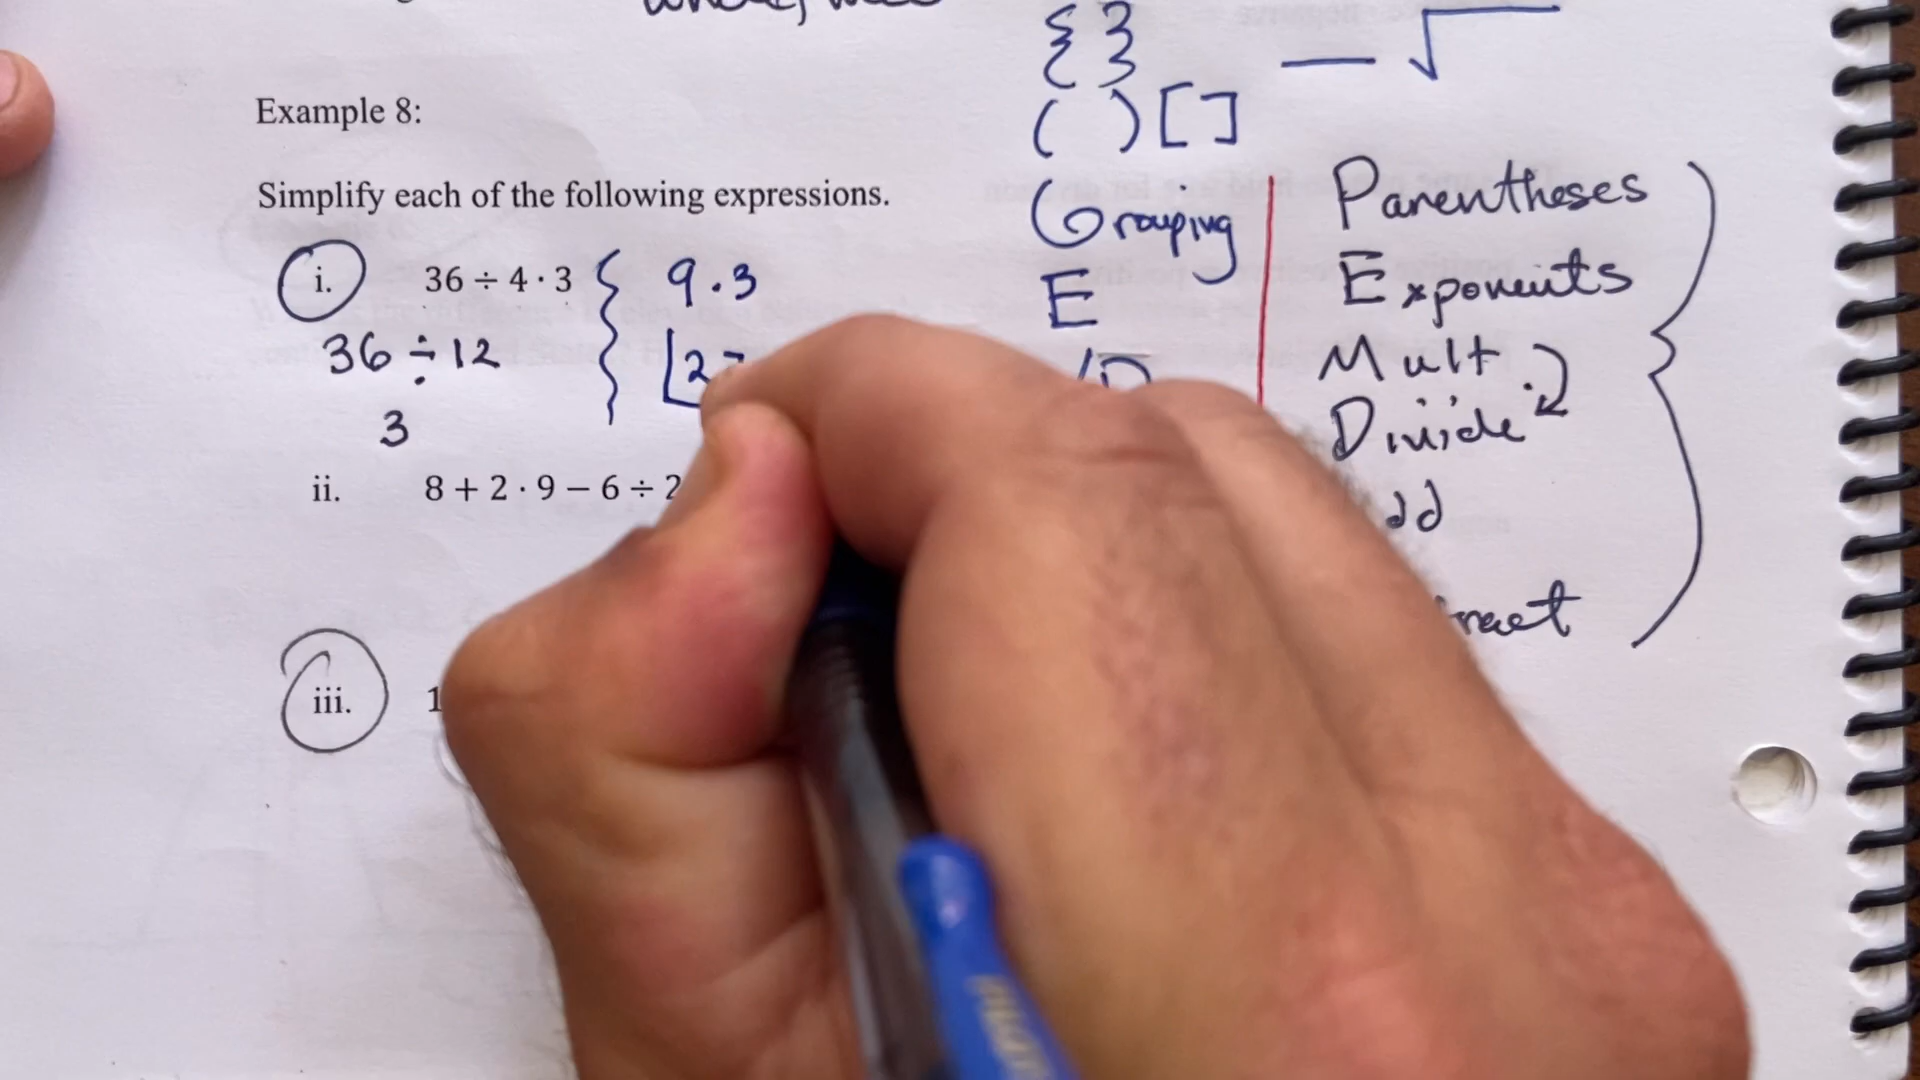 { }
— √
( ) [ ]
Example 8:
Simplify each of the following expressions.
Grouping
Parentheses
i. 36 ÷ 4 · 3
9 . 3
E
Exponents
36 ÷ 12
Mult
3
Divide
ii. 8 + 2 · 9 − 6 ÷ 2
iii. 1